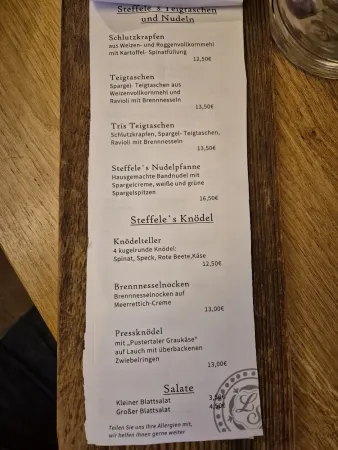 Steffele`s Teigtaschen
und Nudeln
Schlutzkrapfen
aus Weizen- und Roggenvollkornmehl
mit Kartoffel- Spinatfüllung
12,50€
Teigtaschen
Spargel- Teigtaschen aus
Weizenvollkornmehl und
Ravioli mit Brennnesseln
13,50€
Tris Teigtaschen
Schlutzkrapfen, Spargel- Teigtaschen,
Ravioli mit Brennnesseln
13,50€
Steffele`s Nudelpfanne
Hausgemachte Bandnudel mit
Spargelcreme, weiße und grüne
Spargelspitzen
16,50€
Steffele`s Knödel
Knödelteller
4 kugelrunde Knödel:
Spinat, Speck, Rote Beete,Käse
12,50€
Brennnesselnocken
Brennnesselnocken auf
Meerrettich-Creme
13,00€
Pressknödel
mit „Pustertaler Graukäse"
auf Lauch mit überbackenen
Zwiebelringen
13,00€
Salate
Kleiner Blattsalat
Großer Blattsalat
Teilen Sie uns Ihre Allergien mit,
wir helfen Ihnen gerne weiter